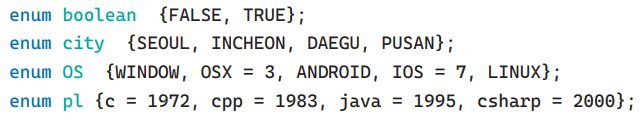 enum boolean  {FALSE, TRUE};
enum city  {SEOUL, INCHEON, DAEGU, PUSAN};
enum OS  {WINDOW, OSX = 3, ANDROID, IOS = 7, LINUX};
enum pl {c = 1972, cpp = 1983, java = 1995, csharp = 2000};